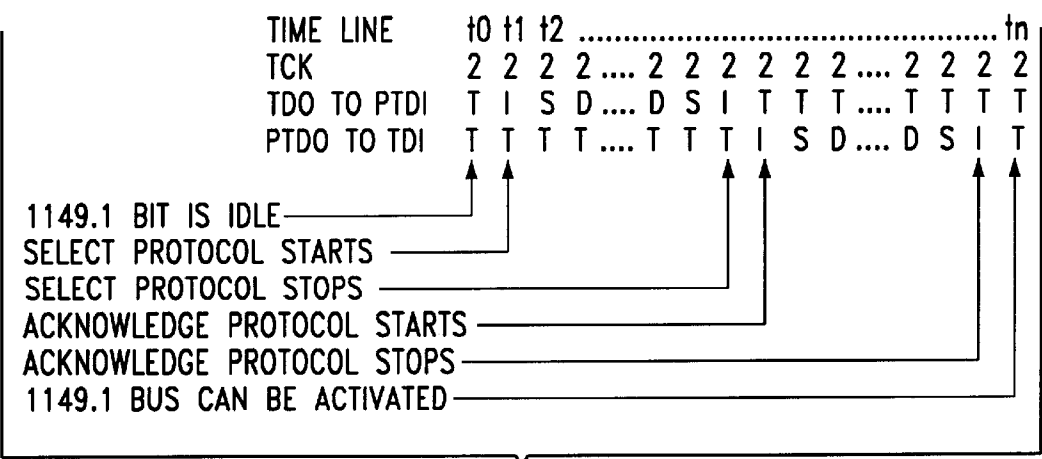 TIME LINE t0 t1 t2 .............................................. tn
TCK 2 2 2 2 .... 2 2 2 2 2 2 .... 2 2 2 2
TDO TO PTDI T I S D .... D S I T T T .... T T T T
PTDO TO TDI T T T T .... T T T I S D .... D S I T
1149.1 BIT IS IDLE
SELECT PROTOCOL STARTS
SELECT PROTOCOL STOPS
ACKNOWLEDGE PROTOCOL STARTS
ACKNOWLEDGE PROTOCOL STOPS
1149.1 BUS CAN BE ACTIVATED